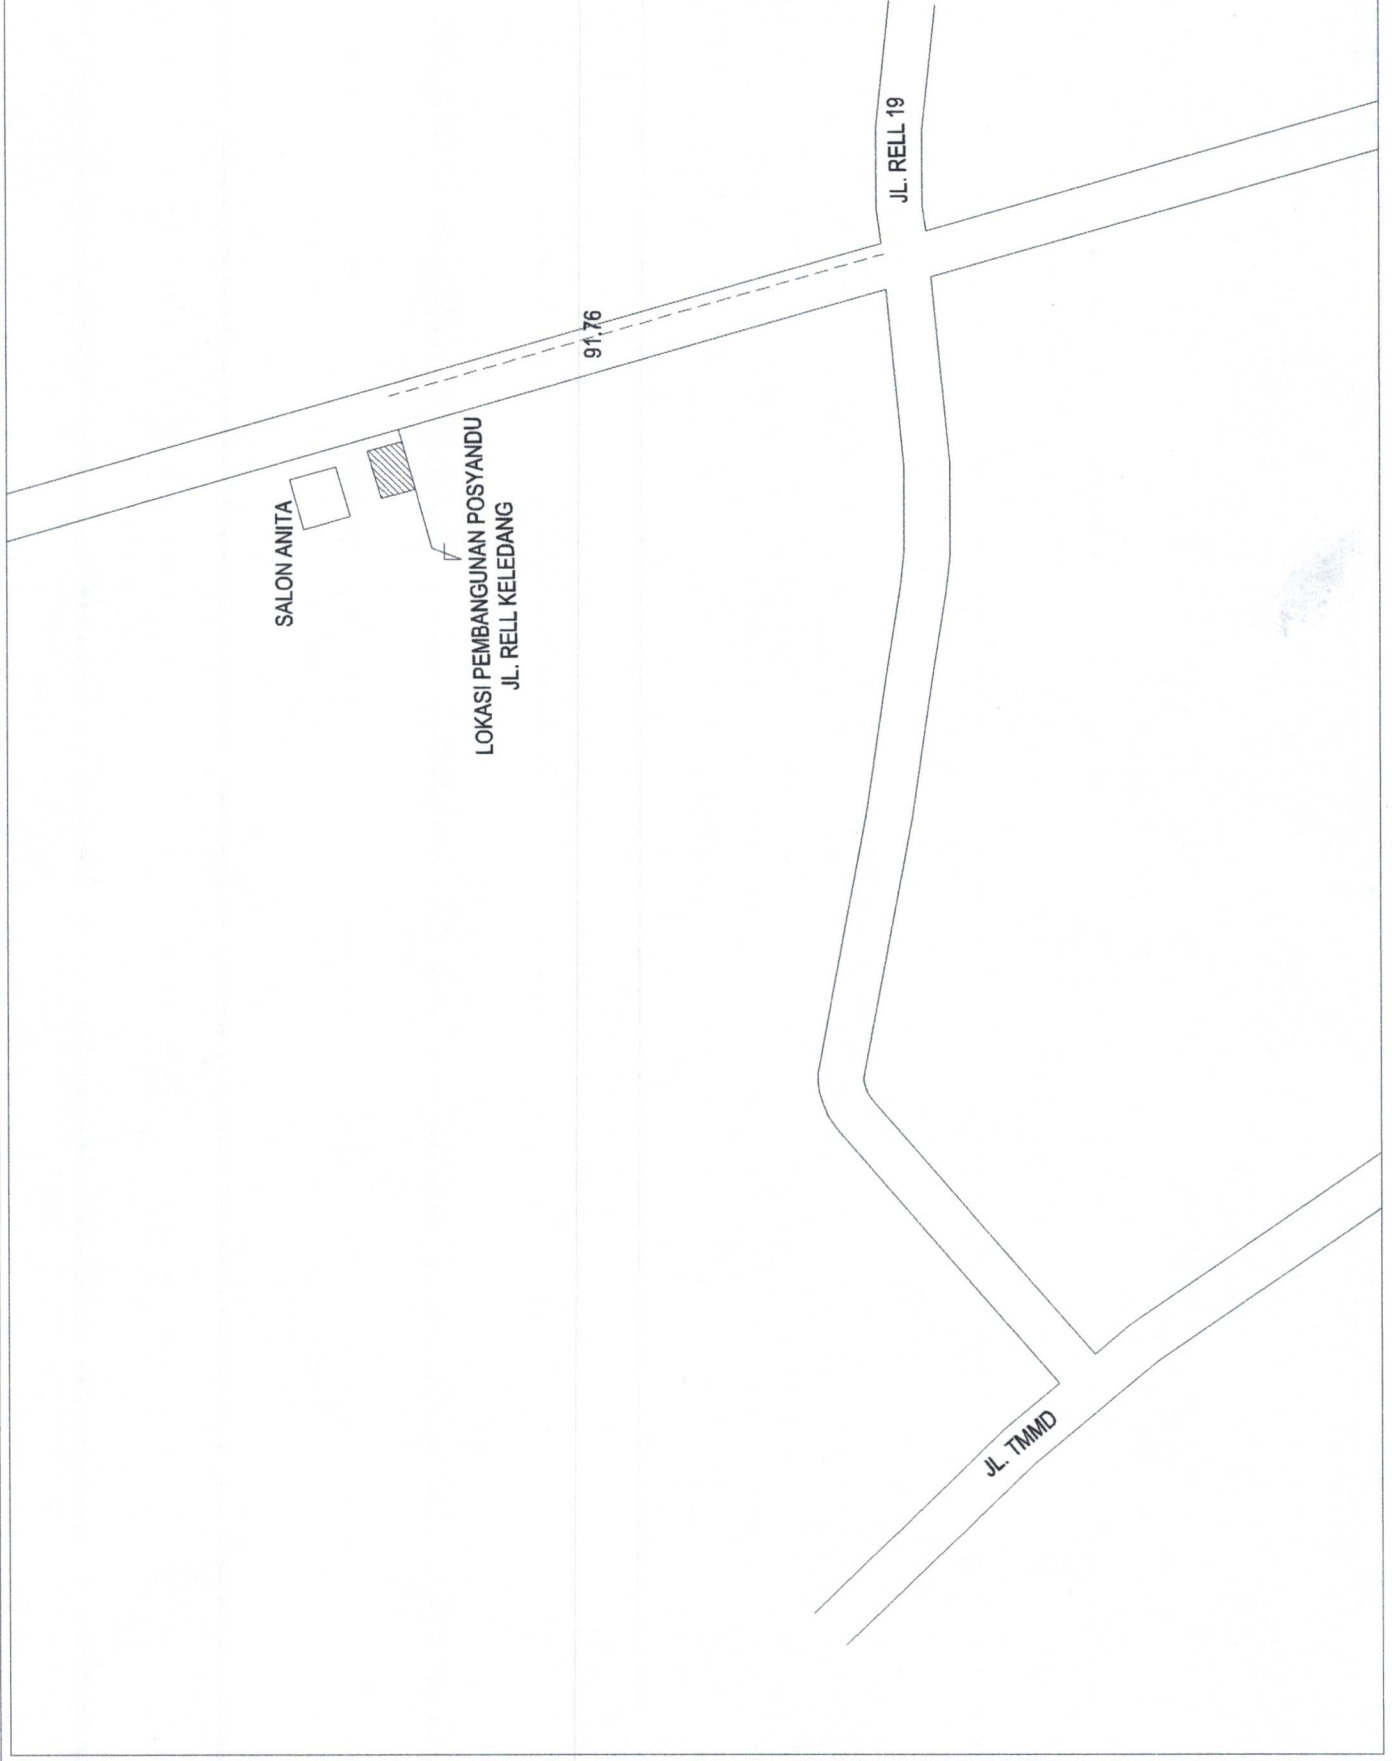 SALON ANITA
LOKASI PEMBANGUNAN POSYANDU
JL. RELL KELEDANG
91,76
JL. RELL 19
JL. TMMD